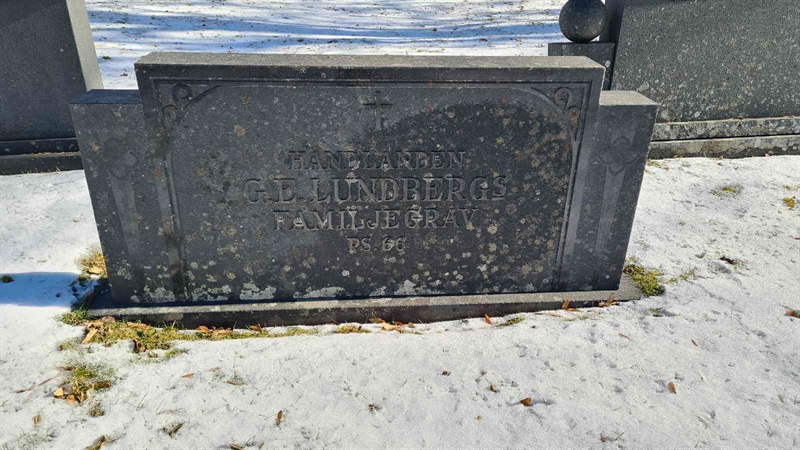 HANDLANDEN
G.E. LUNDBERGS
FAMILJEGRAV
PS. 66